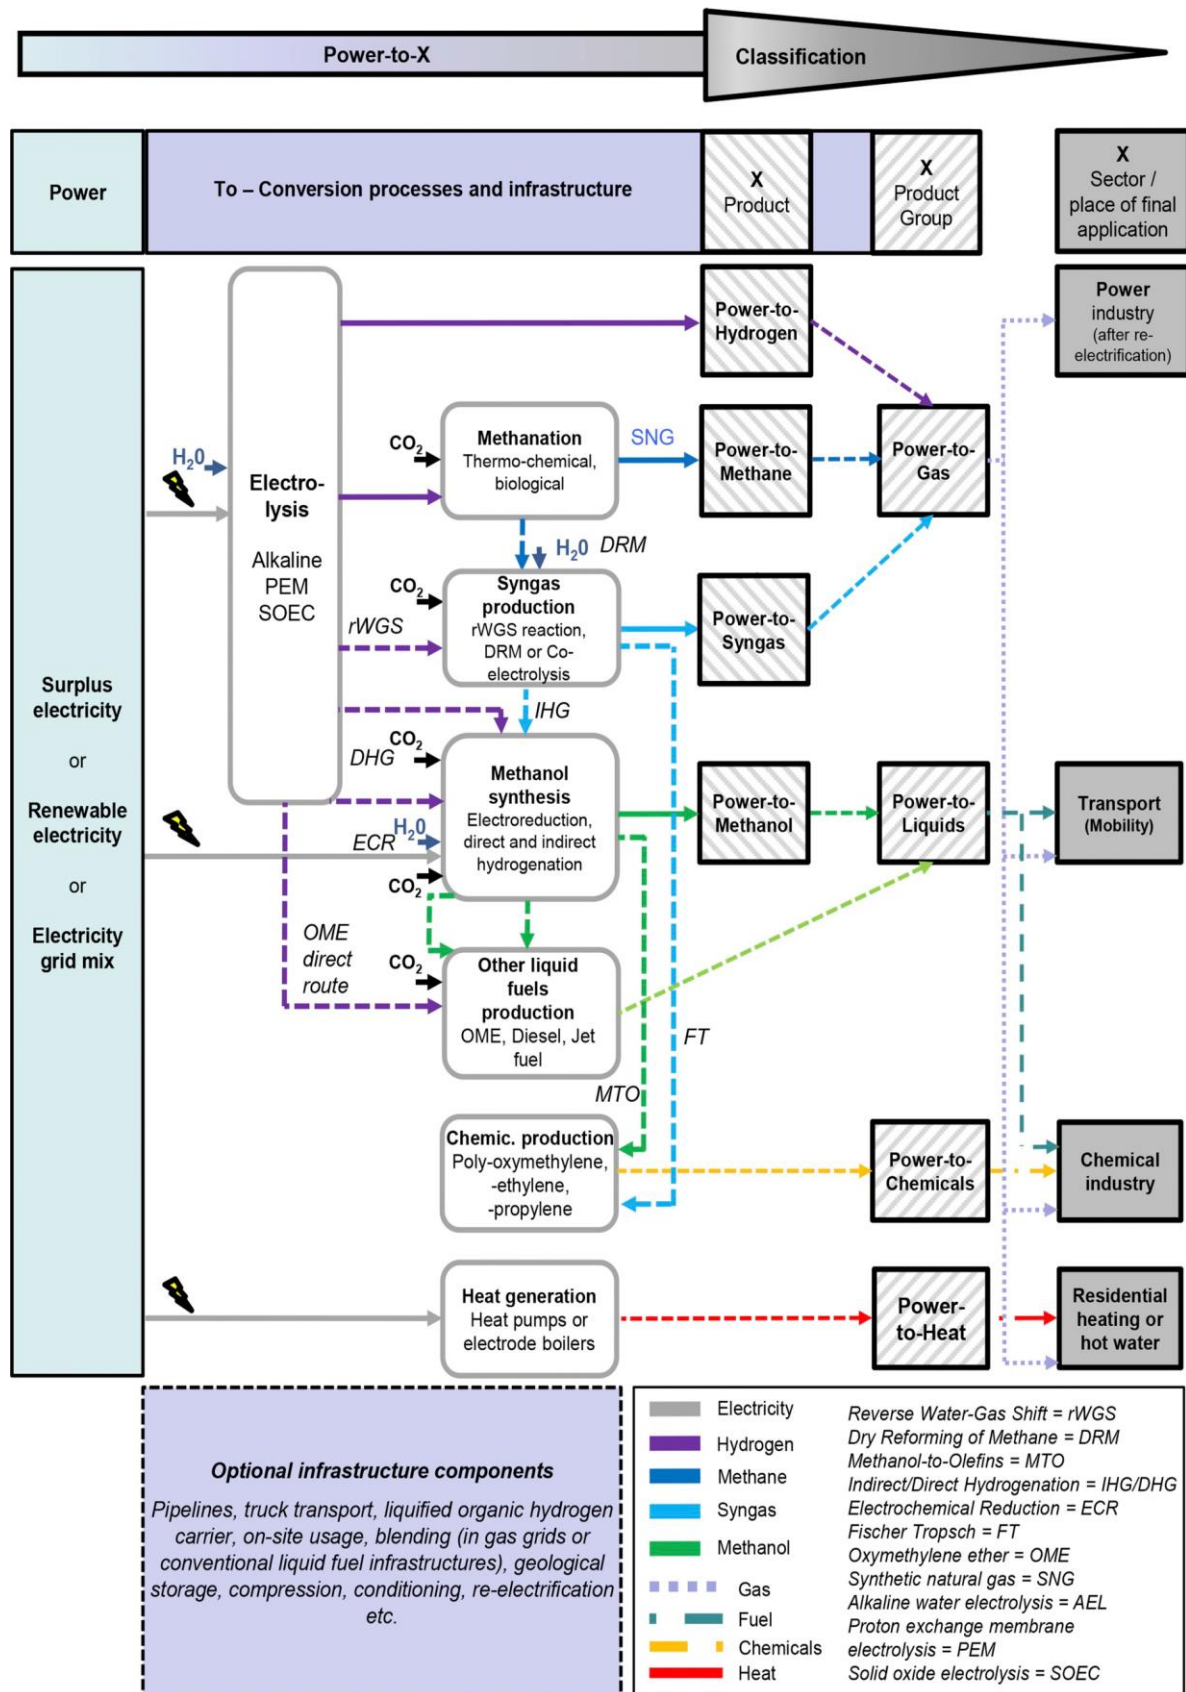 Power-to-X
Classification
Power
To – Conversion processes and infrastructure
X
Product
X
Product
Group
X
Sector /
place of final
application
Surplus
electricity
or
Renewable
electricity
or
Electricity
grid mix
H20
Electro-
lysis
Alkaline
PEM
SOEC
Power-to-
Hydrogen
Power
industry
(after re-
electrification)
CO2
Methanation
Thermo-chemical,
biological
SNG
Power-to-
Methane
Power-to-
Gas
H20
DRM
CO2
rWGS
Syngas
production
rWGS reaction,
DRM or Co-
electrolysis
Power-to-
Syngas
IHG
CO2
DHG
H20
ECR
CO2
Methanol
synthesis
Electroreduction,
direct and indirect
hydrogenation
Power-to-
Methanol
Power-to-
Liquids
Transport
(Mobility)
OME
direct
route
CO2
Other liquid
fuels
production
OME, Diesel, Jet
fuel
FT
MTO
Chemic. production
Poly-oxymethylene,
-ethylene,
-propylene
Power-to-
Chemicals
Chemical
industry
Heat generation
Heat pumps or
electrode boilers
Power-
to-Heat
Residential
heating or
hot water
Optional infrastructure components
Pipelines, truck transport, liquified organic hydrogen
carrier, on-site usage, blending (in gas grids or
conventional liquid fuel infrastructures), geological
storage, compression, conditioning, re-electrification
etc.
Electricity
Hydrogen
Methane
Syngas
Methanol
Gas
Fuel
Chemicals
Heat
Reverse Water-Gas Shift = rWGS
Dry Reforming of Methane = DRM
Methanol-to-Olefins = MTO
Indirect/Direct Hydrogenation = IHG/DHG
Electrochemical Reduction = ECR
Fischer Tropsch = FT
Oxymethylene ether = OME
Synthetic natural gas = SNG
Alkaline water electrolysis = AEL
Proton exchange membrane
electrolysis = PEM
Solid oxide electrolysis = SOEC